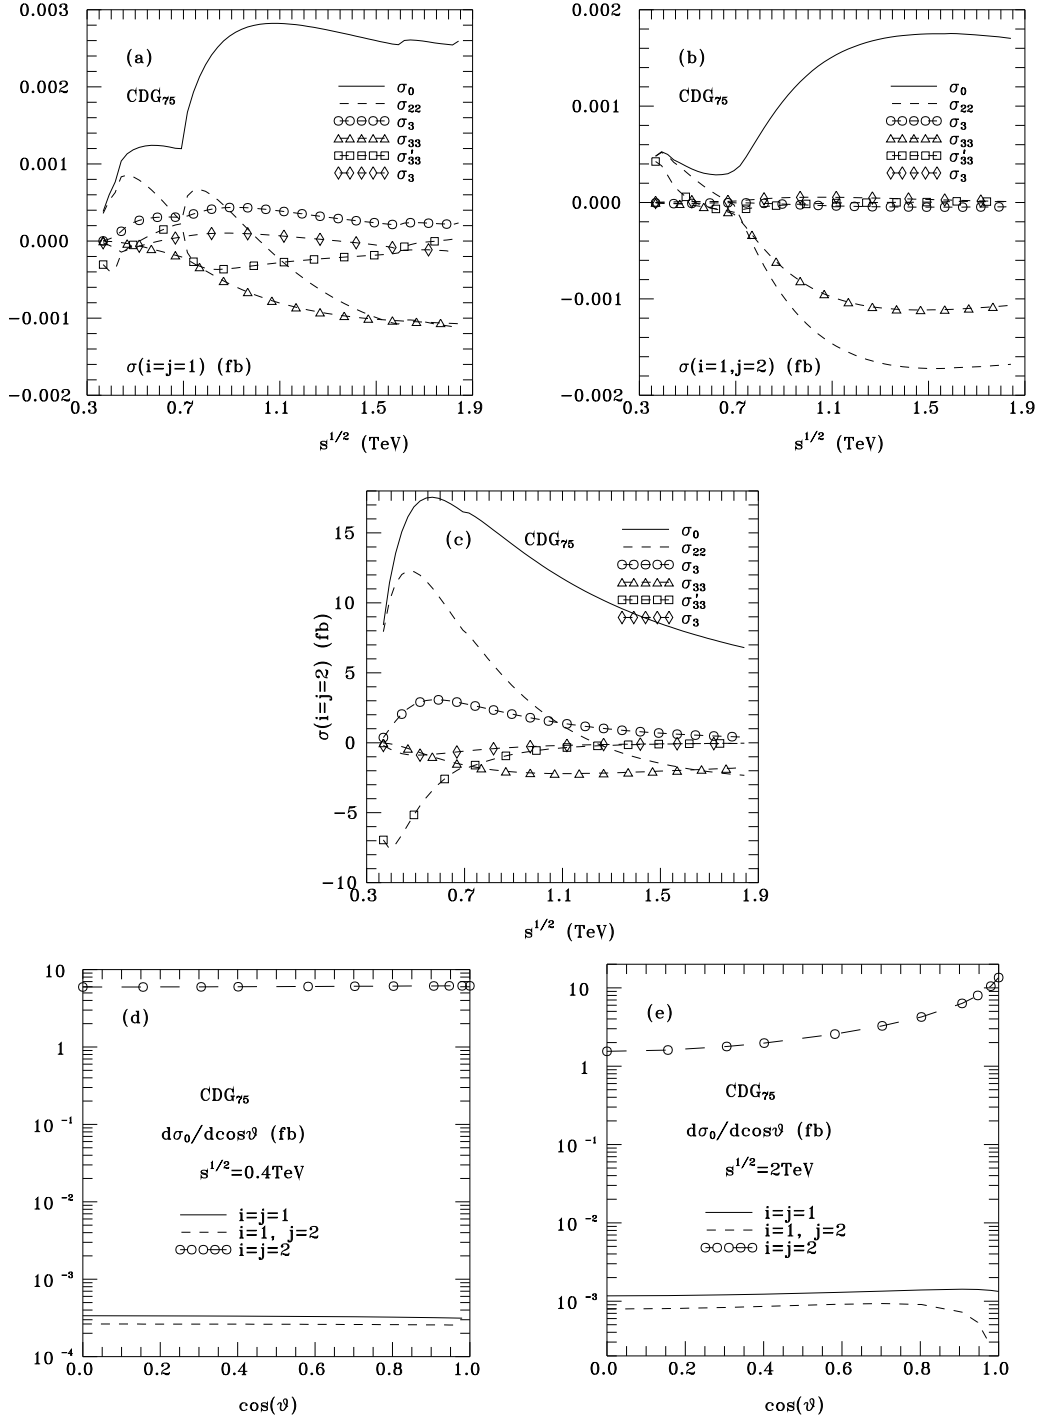 0.003
0.002
0.001
0.000
−0.001
−0.002
(a)
CDG75
σ0
σ22
σ3
σ33
σ′33
σ3
σ(i=j=1) (fb)
0.3 0.7 1.1 1.5 1.9
s^1/2 (TeV)
0.002
0.001
0.000
−0.001
−0.002
(b)
CDG75
σ0
σ22
σ3
σ33
σ′33
σ3
σ(i=1,j=2) (fb)
0.3 0.7 1.1 1.5 1.9
s^1/2 (TeV)
15
10
5
0
−5
−10
σ(i=j=2) (fb)
(c)
CDG75
σ0
σ22
σ3
σ33
σ′33
σ3
0.3 0.7 1.1 1.5 1.9
s^1/2 (TeV)
10
1
10^−1
10^−2
10^−3
10^−4
(d)
CDG75
dσ0/dcosϑ (fb)
s^1/2=0.4TeV
i=j=1
i=1, j=2
i=j=2
0.0 0.2 0.4 0.6 0.8 1.0
cos(ϑ)
10
1
10^−1
10^−2
10^−3
(e)
CDG75
dσ0/dcosϑ (fb)
s^1/2=2TeV
i=j=1
i=1, j=2
i=j=2
0.0 0.2 0.4 0.6 0.8 1.0
cos(ϑ)